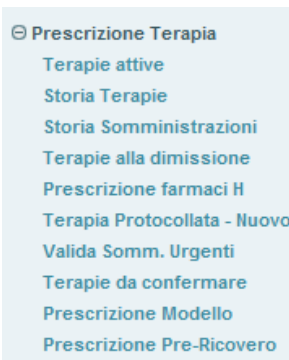 Prescrizione Terapia
Terapie attive
Storia Terapie
Storia Somministrazioni
Terapie alla dimissione
Prescrizione farmaci H
Terapia Protocollata - Nuovo
Valida Somm. Urgenti
Terapie da confermare
Prescrizione Modello
Prescrizione Pre-Ricovero